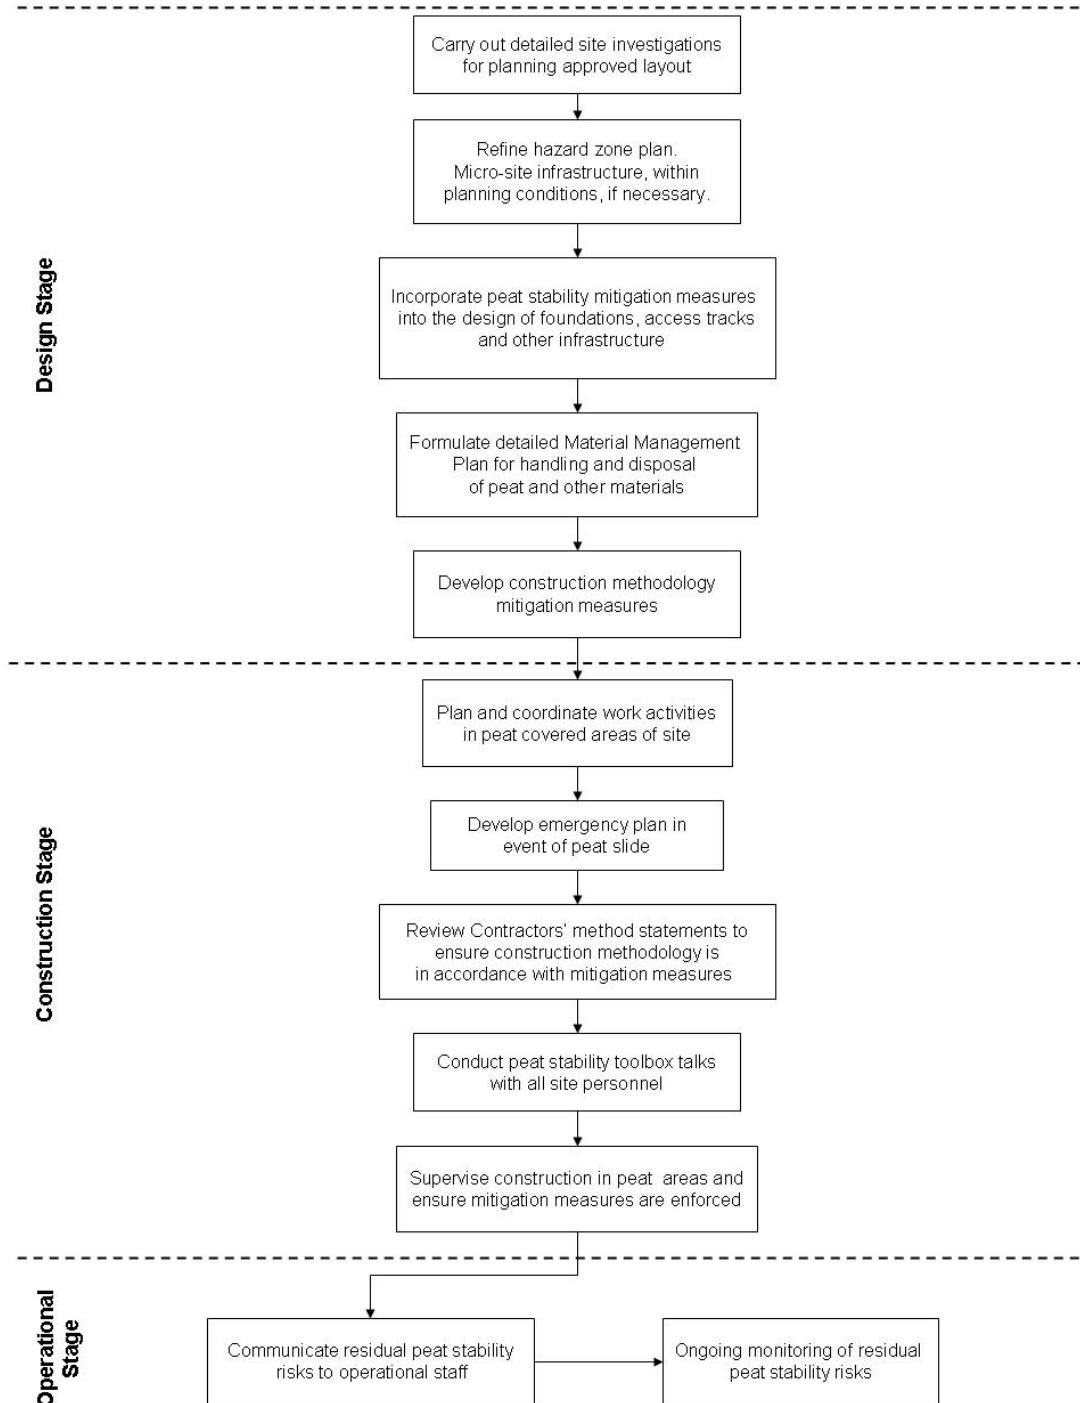 Carry out detailed site investigations
for planning approved layout
Refine hazard zone plan.
Micro-site infrastructure, within
planning conditions, if necessary.
Incorporate peat stability mitigation measures
into the design of foundations, access tracks
and other infrastructure
Formulate detailed Material Management
Plan for handling and disposal
of peat and other materials
Develop construction methodology
mitigation measures
Design Stage
Plan and coordinate work activities
in peat covered areas of site
Develop emergency plan in
event of peat slide
Review Contractors' method statements to
ensure construction methodology is
in accordance with mitigation measures
Conduct peat stability toolbox talks
with all site personnel
Supervise construction in peat areas and
ensure mitigation measures are enforced
Construction Stage
Operational
Stage
Communicate residual peat stability
risks to operational staff
Ongoing monitoring of residual
peat stability risks